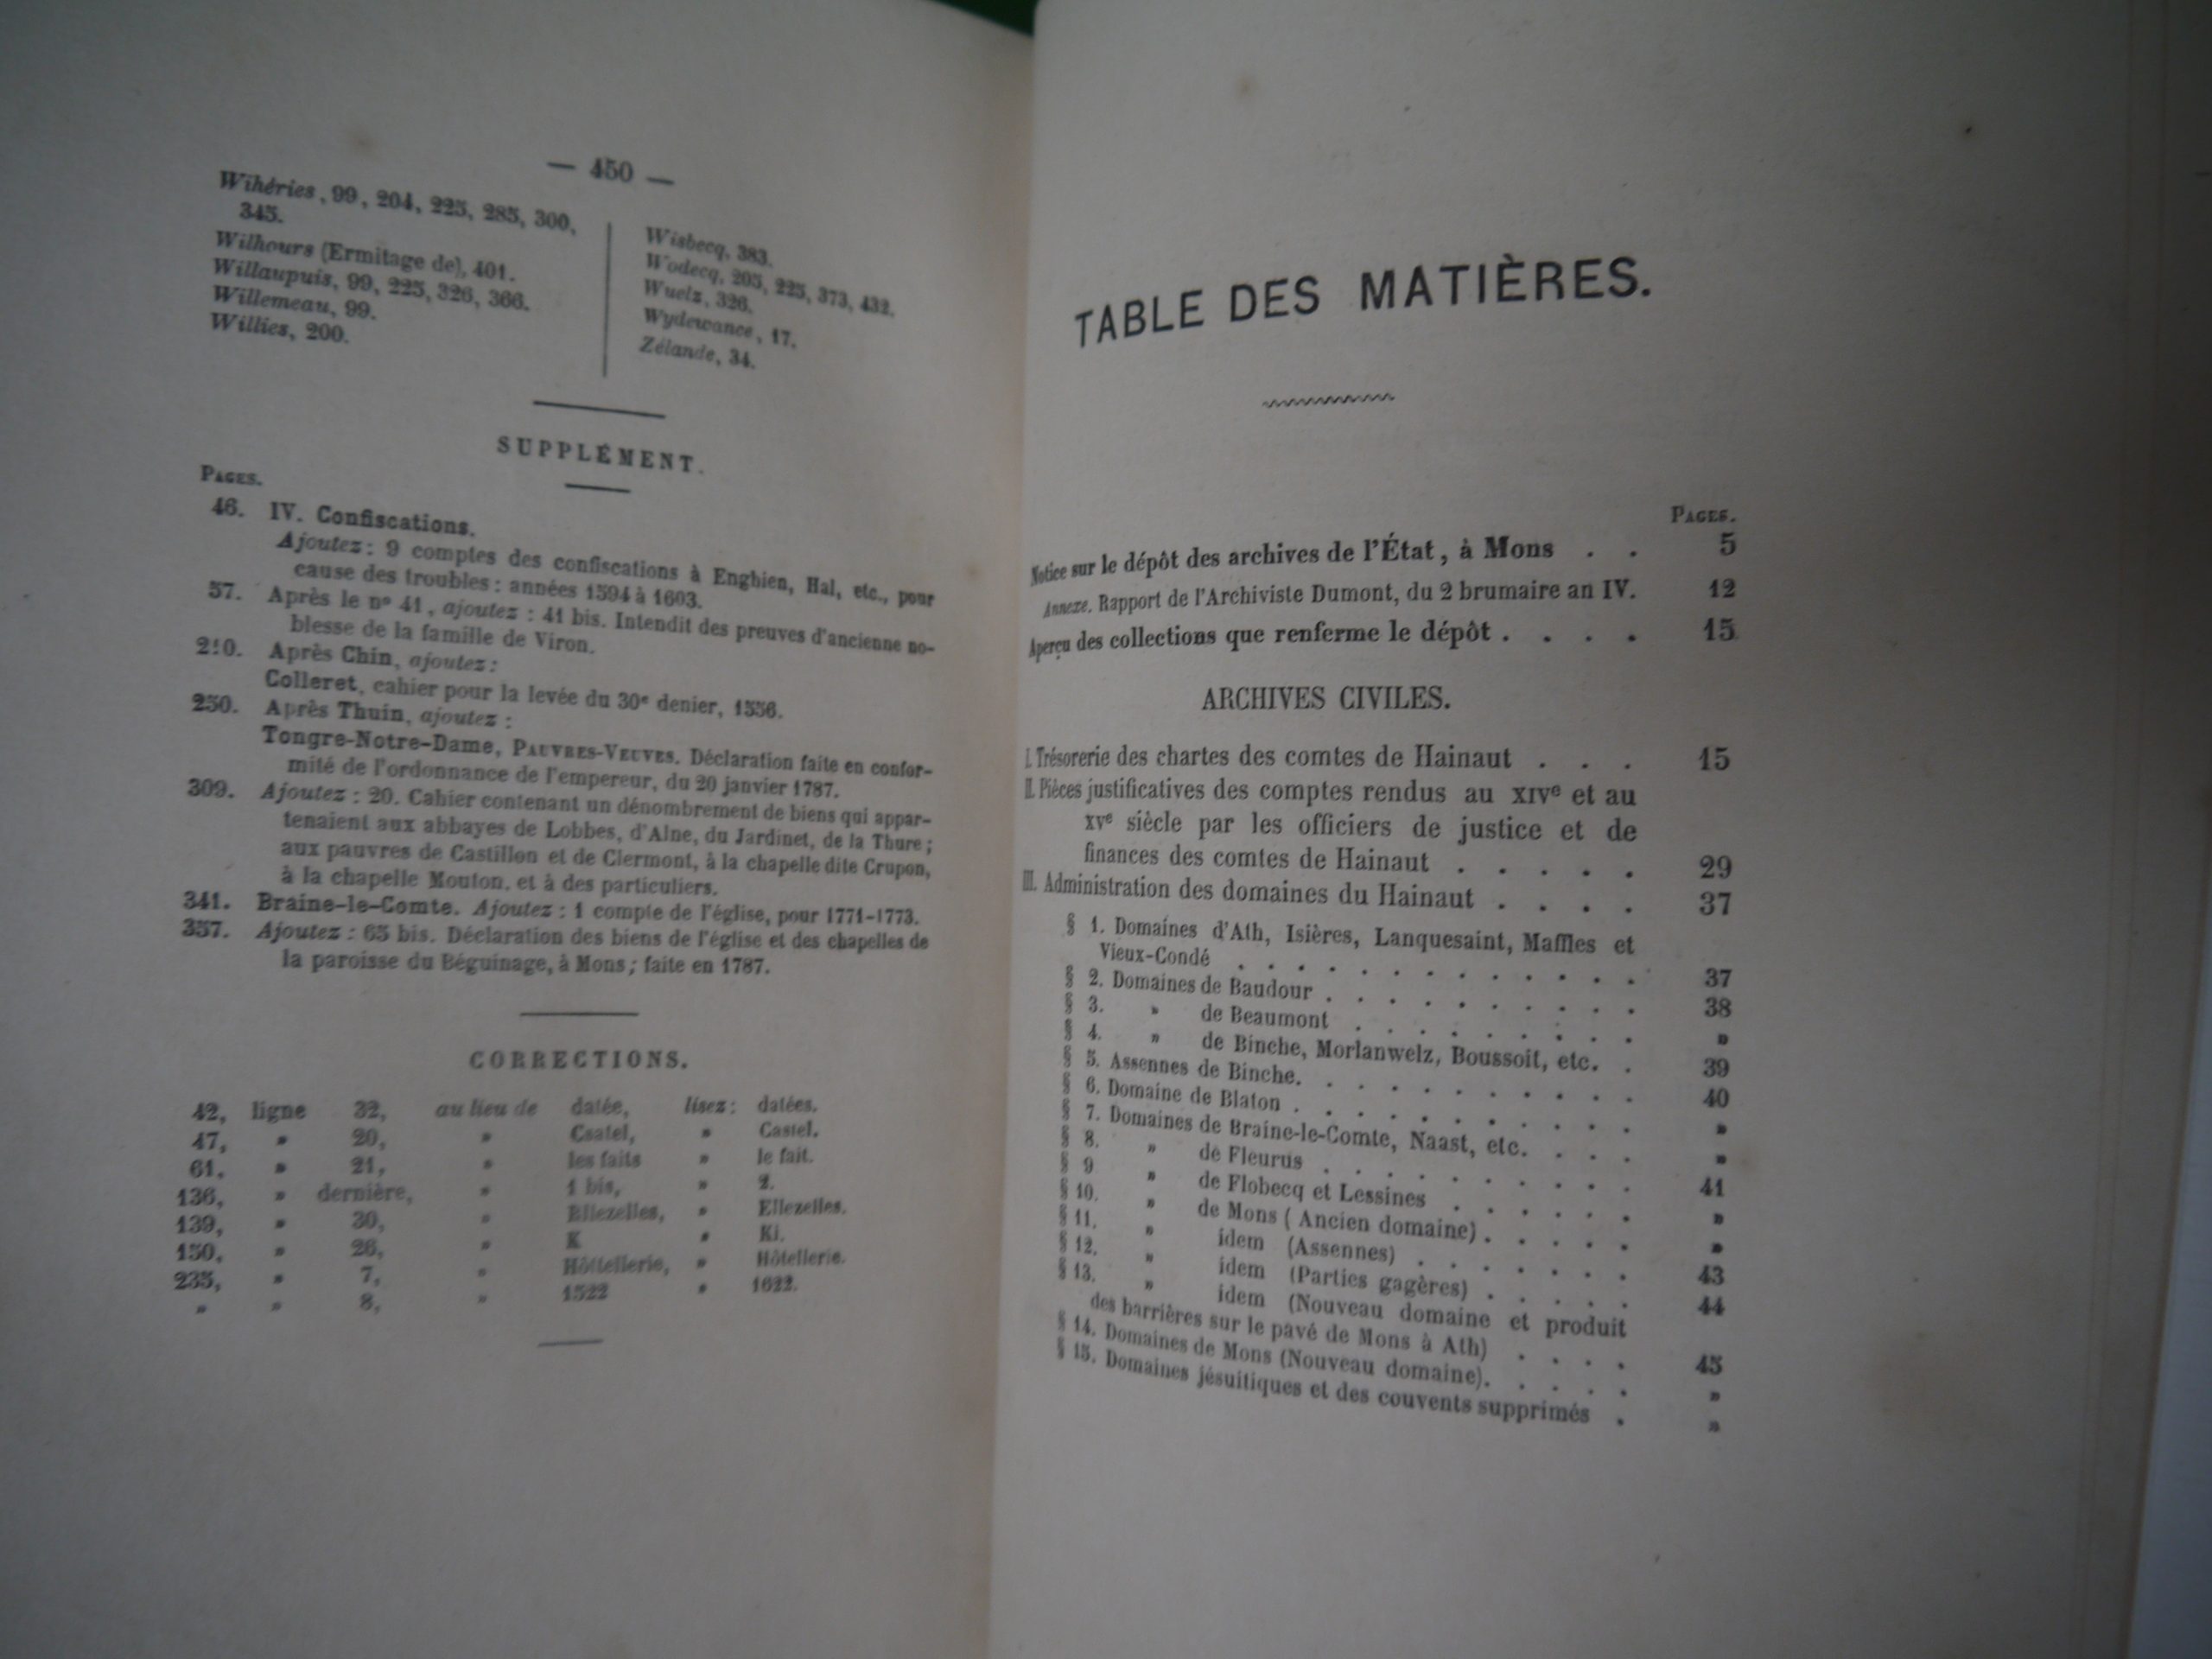 — 450 —
Wihéries, 99, 204, 225, 285, 300,
345.
Wilhours (Ermitage de), 401.
Willaupuis, 99, 225, 326, 366.
Willemeau, 99.
Willies, 200.
Wisbecq, 383.
Wodecq, 205, 225, 373, 432.
Wuelz, 326.
Wydewance, 17.
Zélande, 34.
SUPPLÉMENT.
PAGES.
46. IV. Confiscations.
Ajoutez : 9 comptes des confiscations à Enghien, Hal, etc., pour
cause des troubles : années 1594 à 1603.
57. Après le nº 41, ajoutez : 41 bis. Intendit des preuves d'ancienne no-
blesse de la famille de Viron.
210. Après Chin, ajoutez :
Colleret, cahier pour la levée du 30e denier, 1556.
250. Après Thuin, ajoutez :
Tongre-Notre-Dame, PAUVRES-VEUVES. Déclaration faite en confor-
mité de l'ordonnance de l'empereur, du 20 janvier 1787.
309. Ajoutez : 20. Cahier contenant un dénombrement de biens qui appar-
tenaient aux abbayes de Lobbes, d'Alne, du Jardinet, de la Thure ;
aux pauvres de Castillon et de Clermont, à la chapelle dite Crupon,
à la chapelle Mouton, et à des particuliers.
341. Braine-le-Comte. Ajoutez : 1 compte de l'église, pour 1771-1773.
357. Ajoutez : 65 bis. Déclaration des biens de l'église et des chapelles de
la paroisse du Béguinage, à Mons ; faite en 1787.
CORRECTIONS.
42, ligne 32, au lieu de datée, lisez : datées.
47, » 20, » Csatel, » Castel.
61. » 21, » les faits » le fait.
136, » dernière, » 1 bis, » 2.
139, » 30, » Ellezelles, » Ellezelles.
150, » 26, » K » Ki.
235, » 7, » Hôttellerie, » Hôtellerie.
» » 8, » 1522 » 1622.
TABLE DES MATIÈRES.
PAGES.
Notice sur le dépôt des archives de l'État, à Mons . . 5
Annexe. Rapport de l'Archiviste Dumont, du 2 brumaire an IV. 12
Aperçu des collections que renferme le dépôt . . . . 15
ARCHIVES CIVILES.
I. Trésorerie des chartes des comtes de Hainaut . . . 15
II. Pièces justificatives des comptes rendus au XIVe et au
XVe siècle par les officiers de justice et de
finances des comtes de Hainaut . . . . . 29
III. Administration des domaines du Hainaut . . . . 37
§ 1. Domaines d'Ath, Isières, Lanquesaint, Maffles et
Vieux-Condé . . . . . . . . . . . . . 37
§ 2. Domaines de Baudour . . . . . . . . . . 38
§ 3. » de Beaumont . . . . . . . . . »
§ 4. » de Binche, Morlanwelz, Boussoit, etc. . 39
§ 5. Assennes de Binche. . . . . . . . . . . 40
§ 6. Domaine de Blaton . . . . . . . . . . . »
§ 7. Domaines de Braine-le-Comte, Naast, etc. . . . »
§ 8. » de Fleurus . . . . . . . . . . 41
§ 9 » de Flobecq et Lessines . . . . . . »
§ 10. » de Mons ( Ancien domaine) . . . . . »
§ 11. » idem (Assennes) . . . . . . . 43
§ 12. » idem (Parties gagères) . . . . . 44
§ 13. » idem (Nouveau domaine et produit
des barrières sur le pavé de Mons à Ath) . . . . 45
§ 14. Domaines de Mons (Nouveau domaine). . . . . »
§ 15. Domaines jésuitiques et des couvents supprimés . »